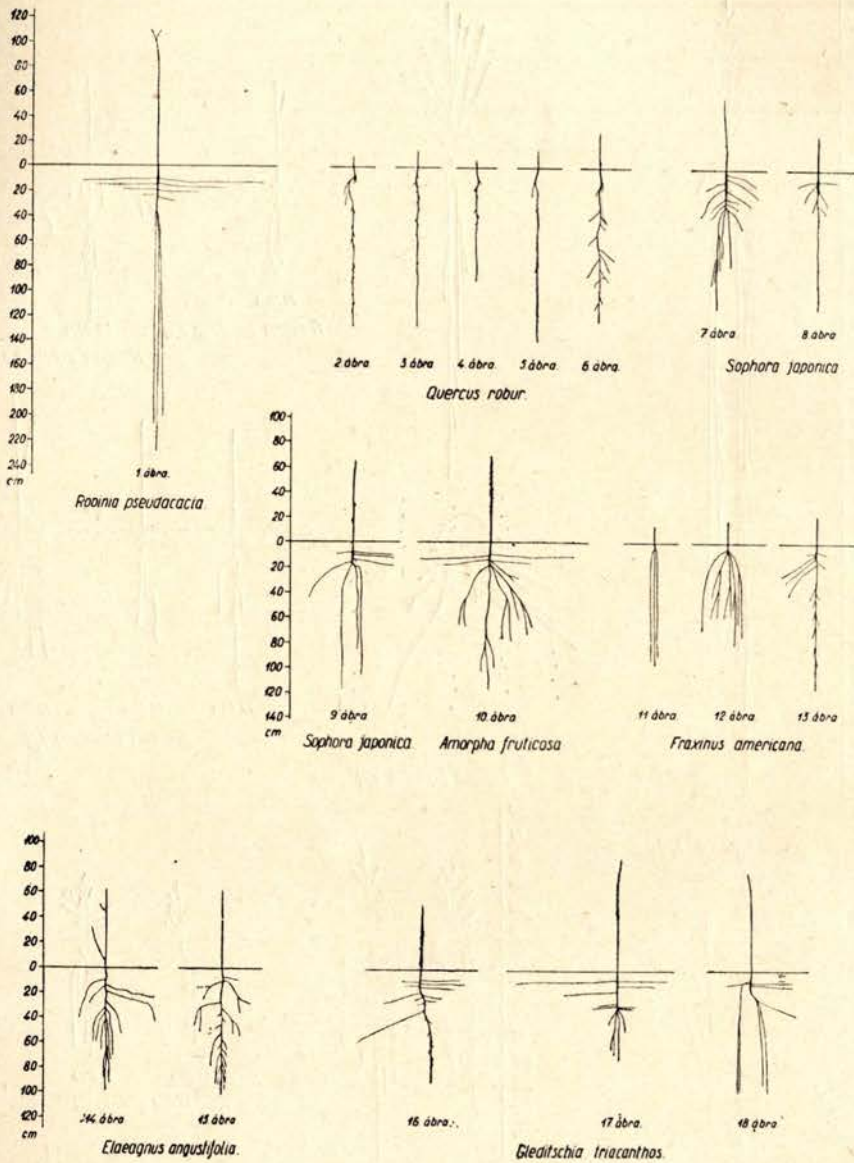 120
100
80
60
40
20
0
20
40
60
80
100
120
140
160
180
200
220
240
cm
1 ábra.
Robinia pseudacacia
2 ábra
3 ábra
4 ábra.
5 ábra
6 ábra.
Quercus robur.
7 ábra
8 ábra
Sophora japonica
100
80
60
40
20
0
20
40
60
80
100
120
140
cm
9 ábra
10. ábra
Sophora japonica
Amorpha fruticosa
11 ábra
12 ábra
13 ábra
Fraxinus americana.
100
80
60
40
20
0
20
40
60
80
100
120
cm
14 ábra
15 ábra
Elaeagnus angustifolia.
16 ábra.
17 ábra.
18 ábra
Gleditschia triacanthos.